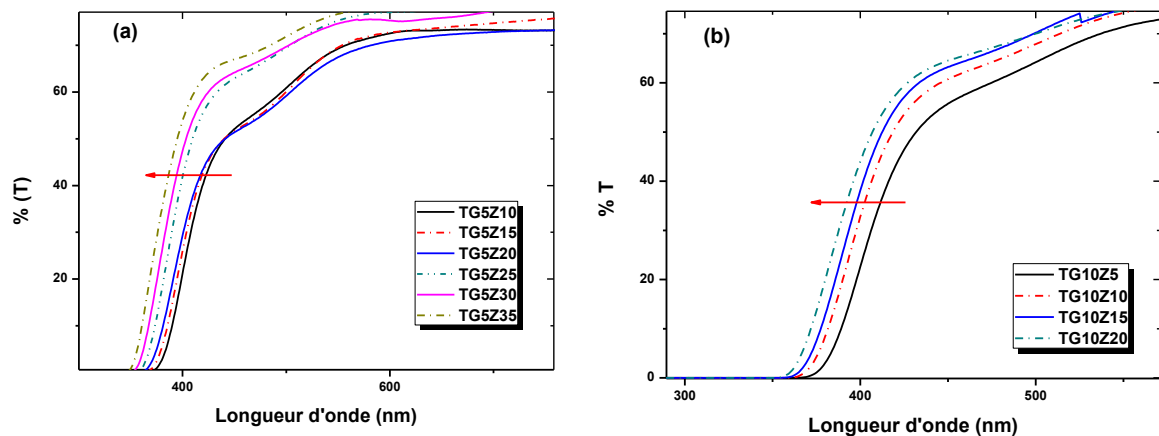 (a)
% (T)
60
40
20
400
600
Longueur d'onde (nm)
TG5Z10
TG5Z15
TG5Z20
TG5Z25
TG5Z30
TG5Z35
(b)
% T
60
40
20
0
300
400
500
Longueur d'onde (nm)
TG10Z5
TG10Z10
TG10Z15
TG10Z20